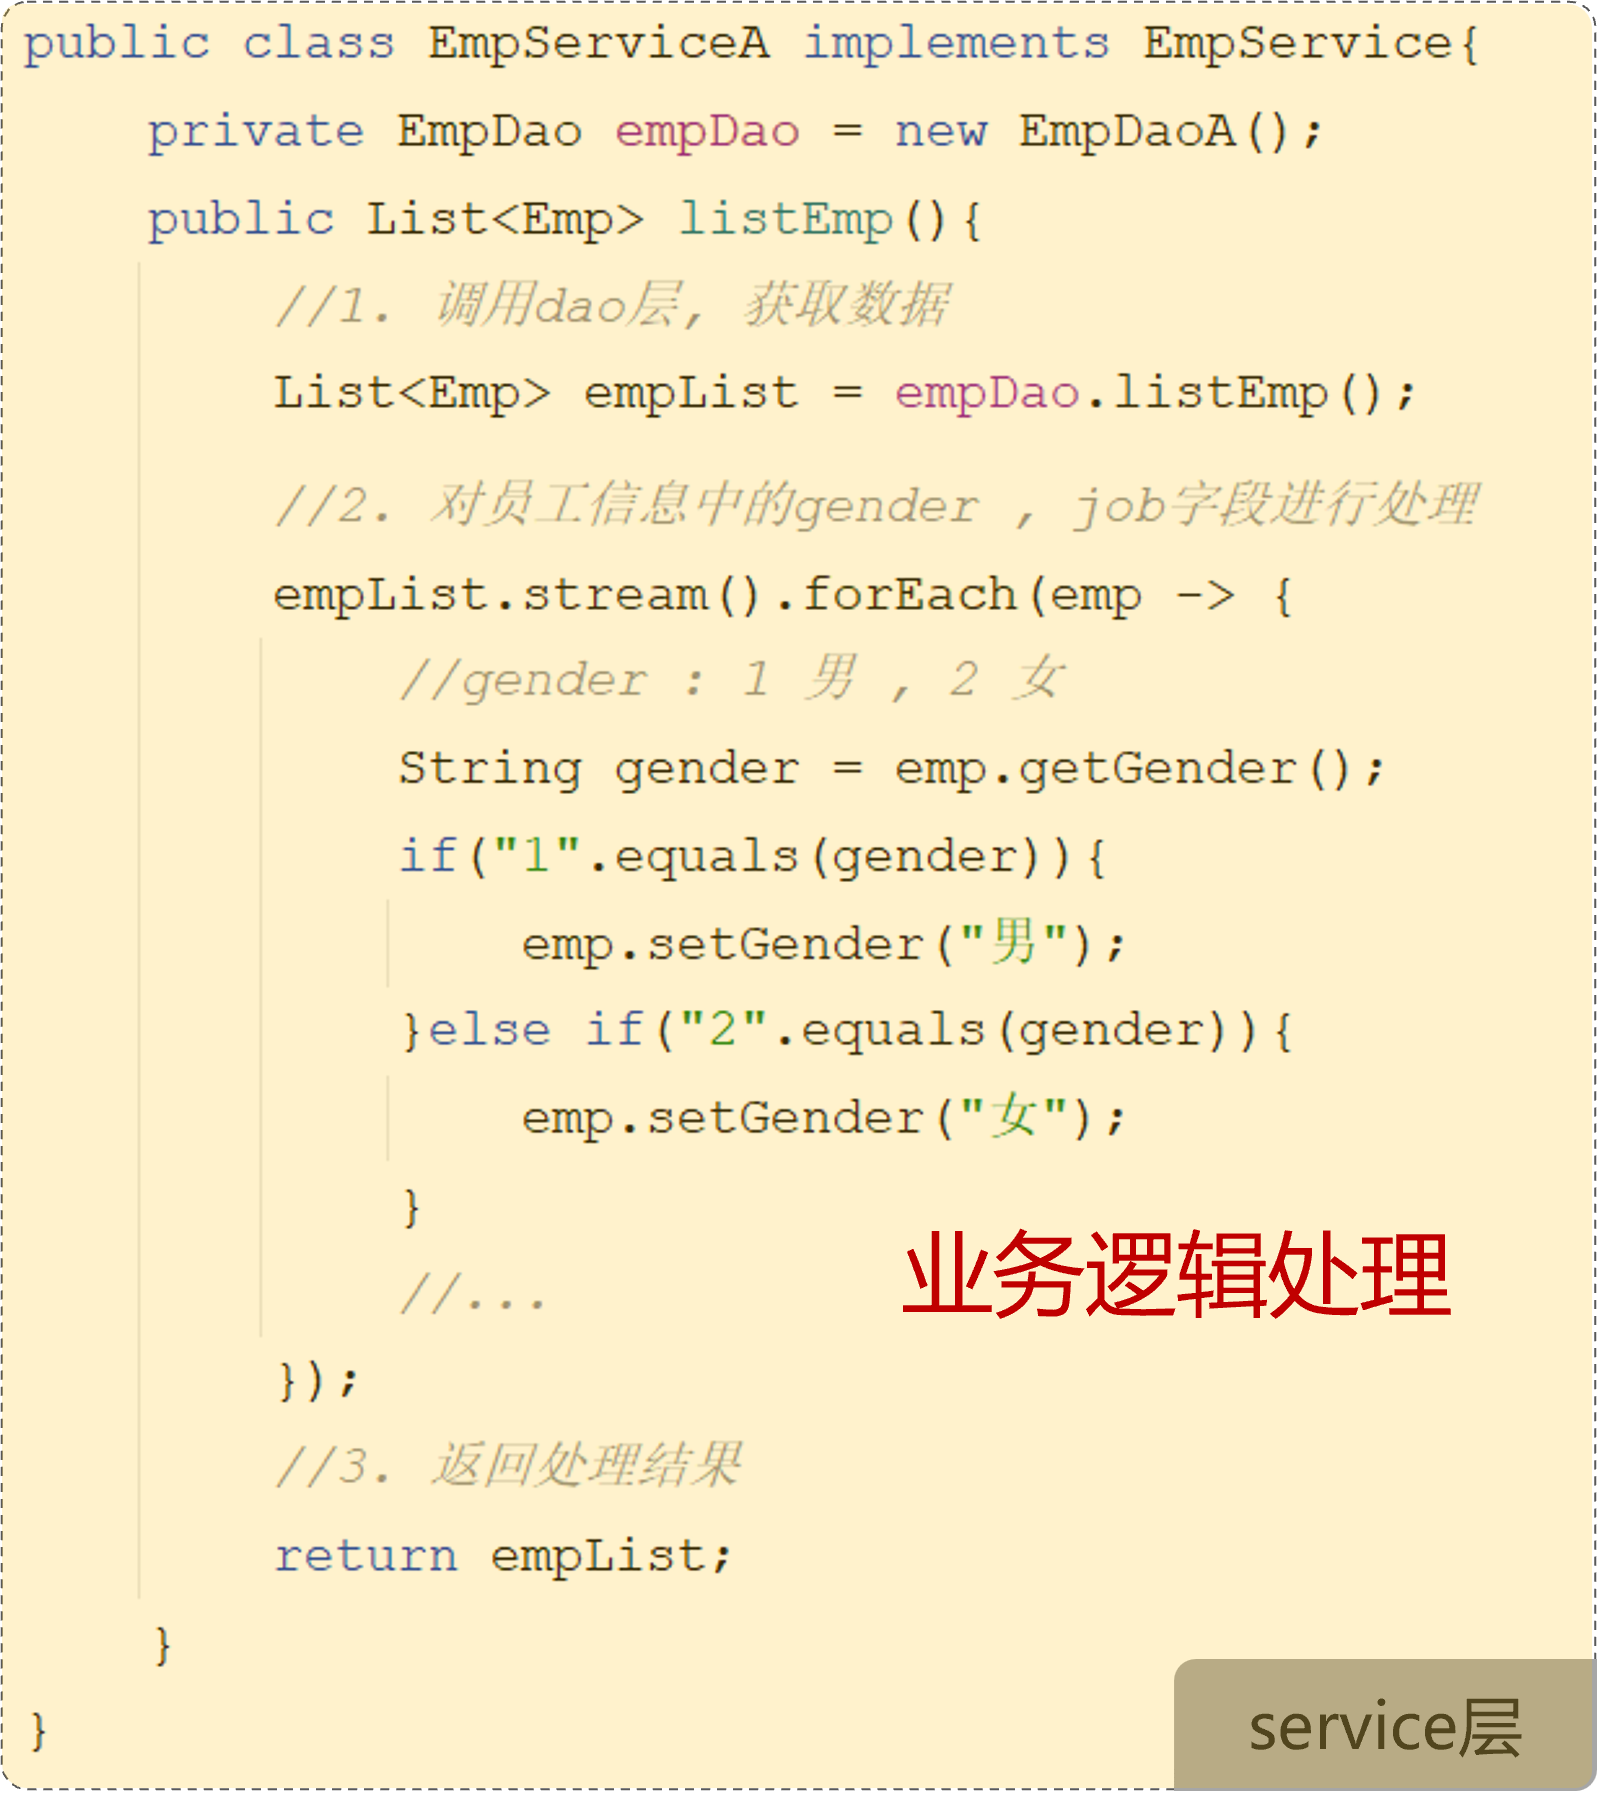 public class EmpServiceA implements EmpService{
private EmpDao empDao = new EmpDaoA();
public List<Emp> listEmp(){
//1. 调用dao层, 获取数据
List<Emp> empList = empDao.listEmp();
//2. 对员工信息中的gender , job字段进行处理
empList.stream().forEach(emp -> {
//gender : 1 男 , 2 女
String gender = emp.getGender();
if("1".equals(gender)){
emp.setGender("男");
}else if("2".equals(gender)){
emp.setGender("女");
}
业务逻辑处理
//...
});
//3. 返回处理结果
return empList;
}
}
service层